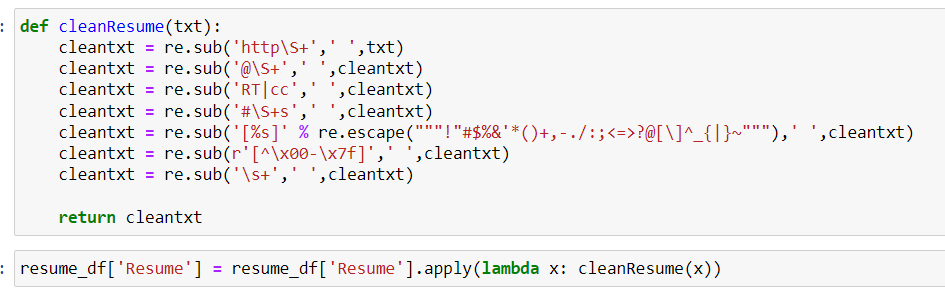 : def cleanResume(txt):
    cleantxt = re.sub('http\S+',' ',txt)
    cleantxt = re.sub('@\S+',' ',cleantxt)
    cleantxt = re.sub('RT|cc',' ',cleantxt)
    cleantxt = re.sub('#\S+s',' ',cleantxt)
    cleantxt = re.sub('[%s]' % re.escape("""!"#$%&'*()+,-./:;<=>?@[\]^_{|}~"""),' ',cleantxt)
    cleantxt = re.sub(r'[^\x00-\x7f]',' ',cleantxt)
    cleantxt = re.sub('\s+',' ',cleantxt)
    return cleantxt
: resume_df['Resume'] = resume_df['Resume'].apply(lambda x: cleanResume(x))